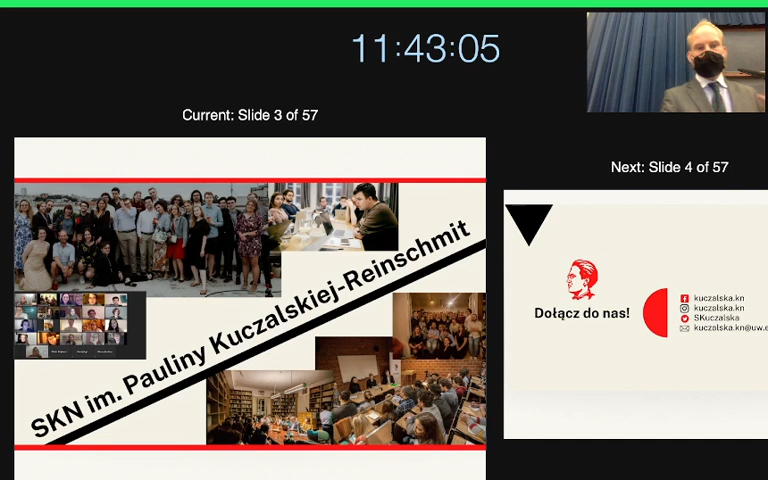 11:43:05
Current: Slide 3 of 57
Next: Slide 4 of 57
SKN im. Pauliny Kuczalskiej-Reinschmit
Dołącz do nas!
kuczalska.kn
kuczalska.kn
SKuczalska
kuczalska.kn@uw.e